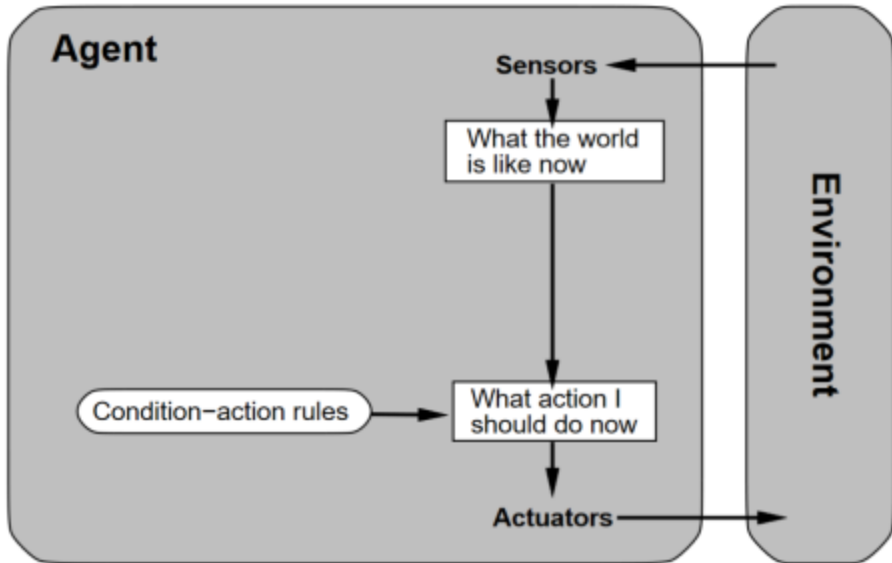 Agent
Sensors
What the world
is like now
Environment
Condition−action rules
What action I
should do now
Actuators